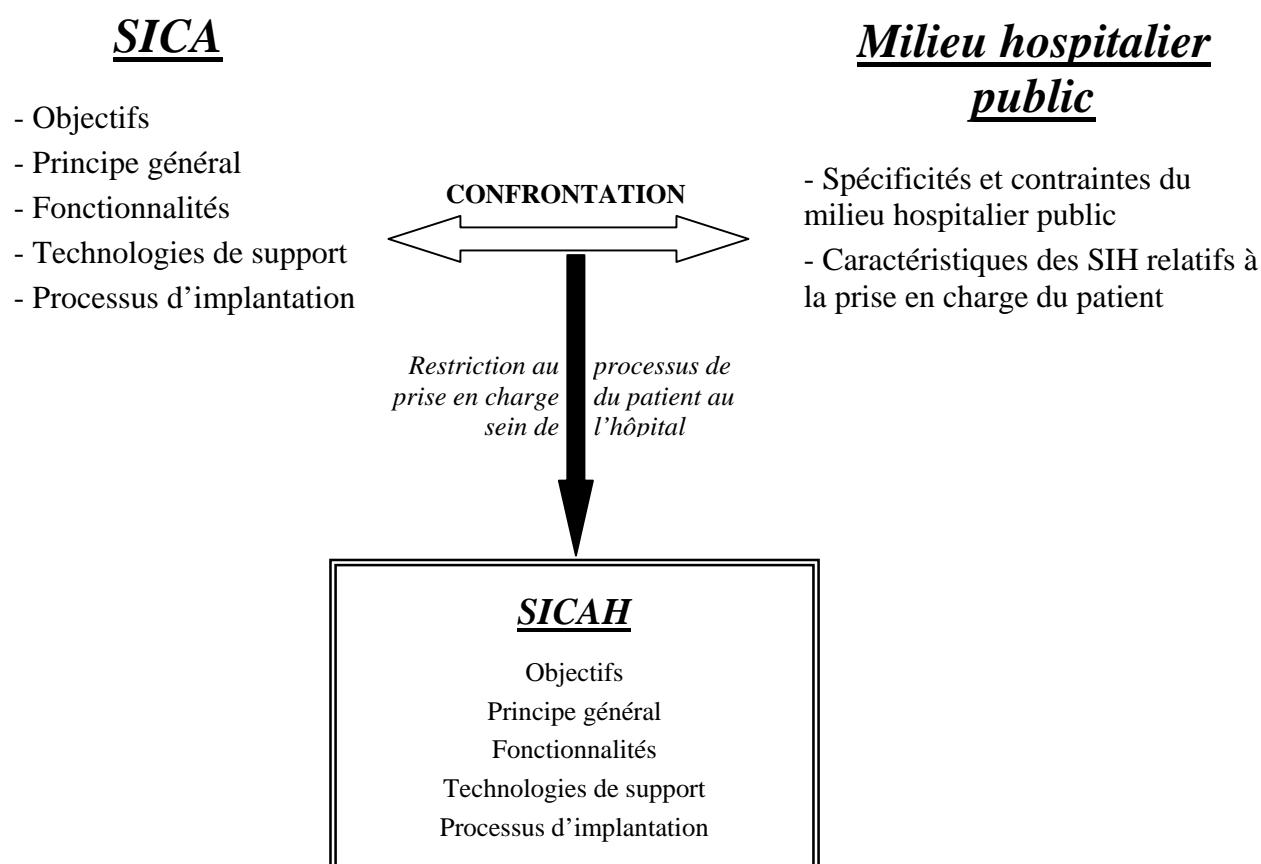 SICA
- Objectifs
- Principe général
- Fonctionnalités
- Technologies de support
- Processus d’implantation
CONFRONTATION
Milieu hospitalier
public
- Spécificités et contraintes du
milieu hospitalier public
- Caractéristiques des SIH relatifs à
la prise en charge du patient
Restriction au processus de
prise en charge du patient au
sein de l’hôpital
SICAH
Objectifs
Principe général
Fonctionnalités
Technologies de support
Processus d’implantation